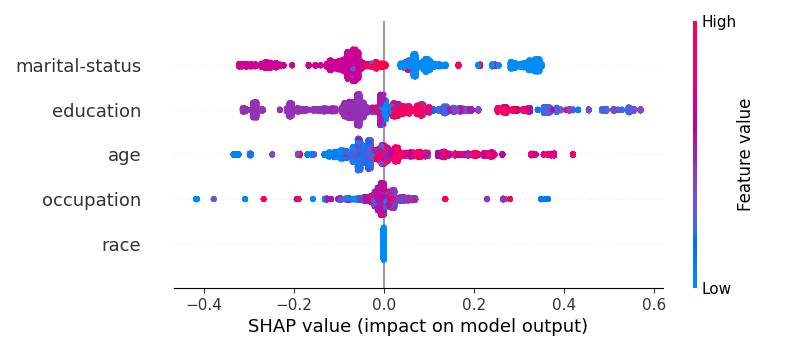 High
marital-status
education
age
occupation
race
Feature value
Low
−0.4 −0.2 0.0 0.2 0.4 0.6
SHAP value (impact on model output)